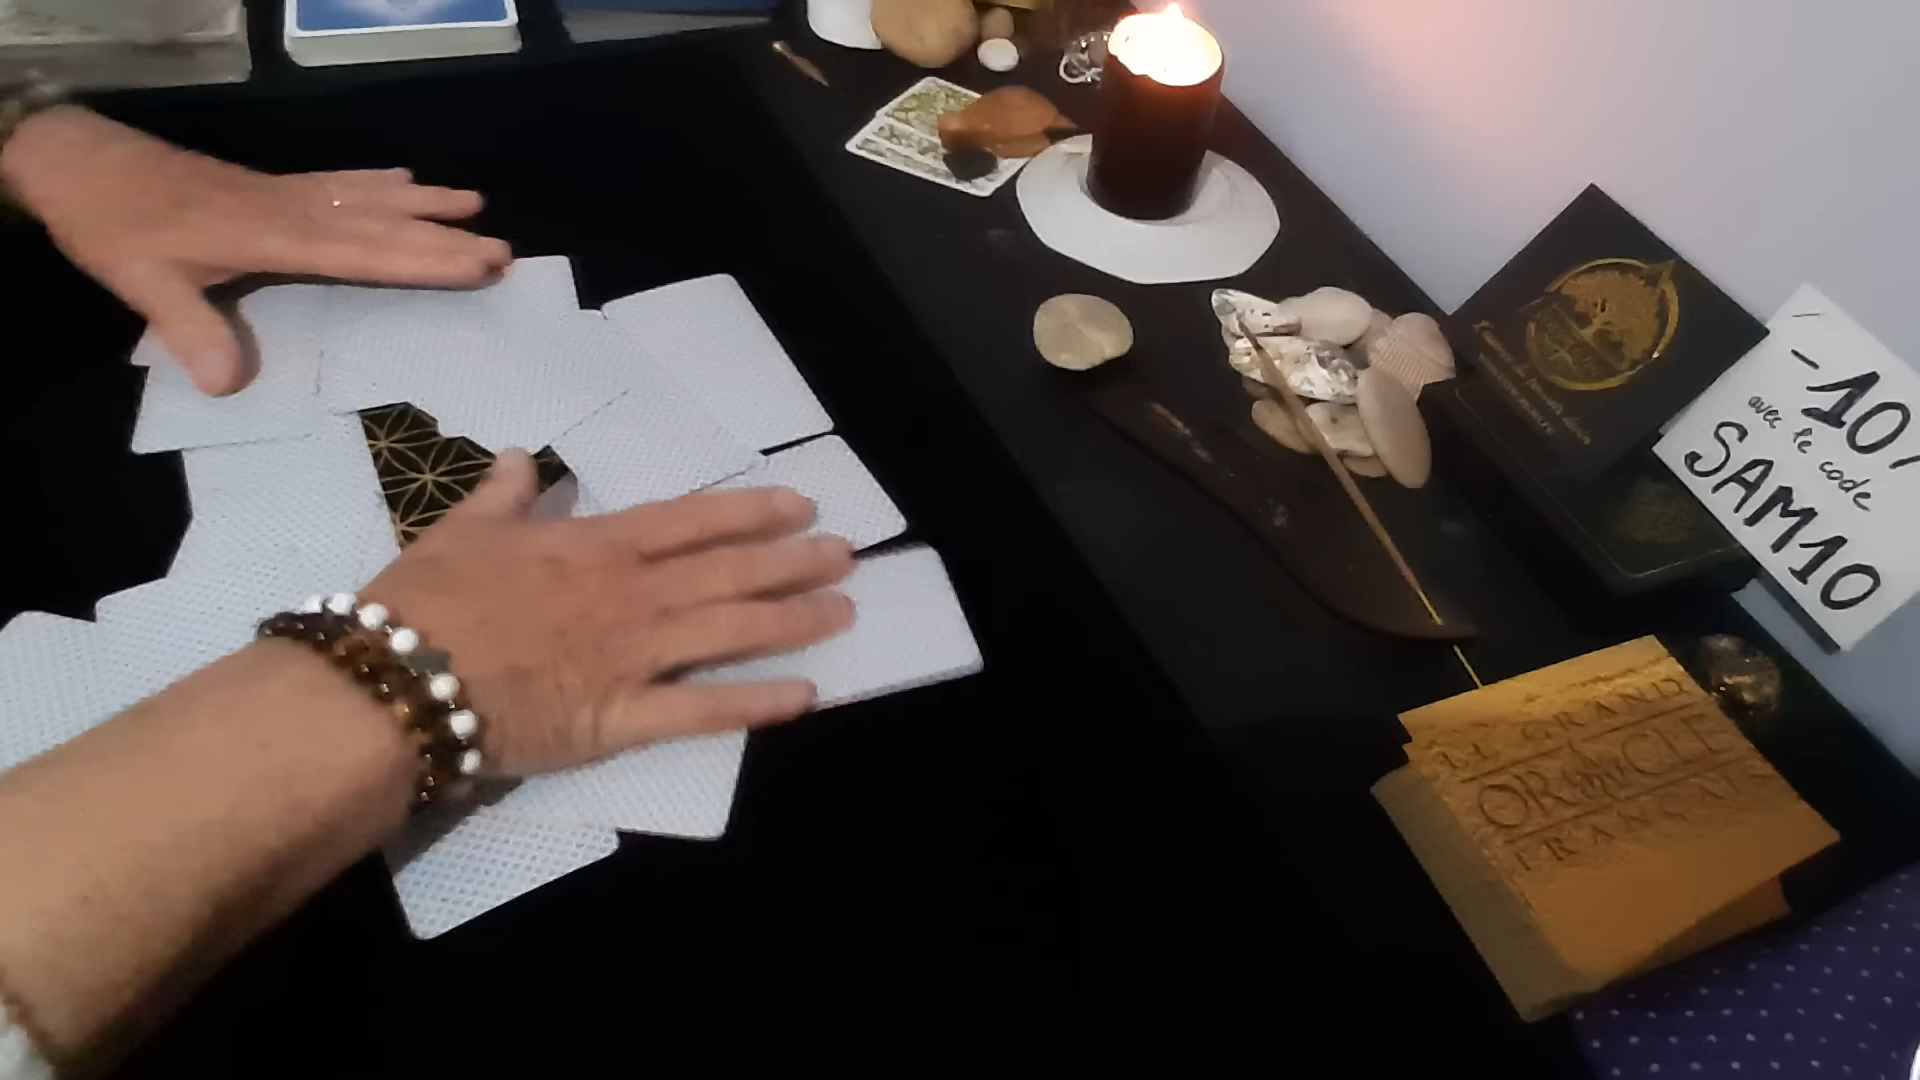 -10%
avec le code
SAM10
LE GRAND
ORACLE
FRANÇAIS